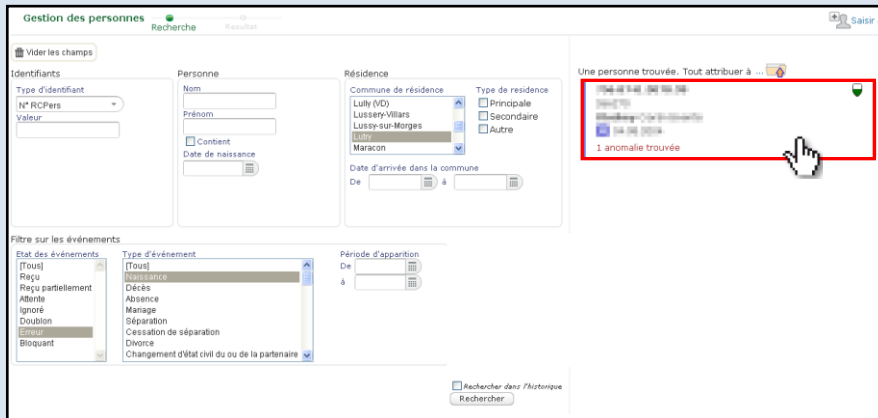 Gestion des personnes
Recherche
Resultat
Saisir
Vider les champs
Identifiants
Type d'identifiant
N° RCPers
Valeur
Personne
Nom
Prénom
Contient
Date de naissance
Résidence
Commune de résidence
Lully (VD)
Lussery-Villars
Lussy-sur-Morges
Lutry
Maracon
Type de residence
Principale
Secondaire
Autre
Date d'arrivée dans la commune
De
à
Une personne trouvée. Tout attribuer à ...
1 anomalie trouvée
Filtre sur les événements
Etat des événements
[Tous]
Reçu
Reçu partiellement
Attente
Ignoré
Doublon
Erreur
Bloquant
Type d'événement
[Tous]
Naissance
Décès
Absence
Mariage
Séparation
Cessation de séparation
Divorce
Changement d'état civil du ou de la partenaire
Période d'apparition
De
à
Rechercher dans l'historique
Rechercher